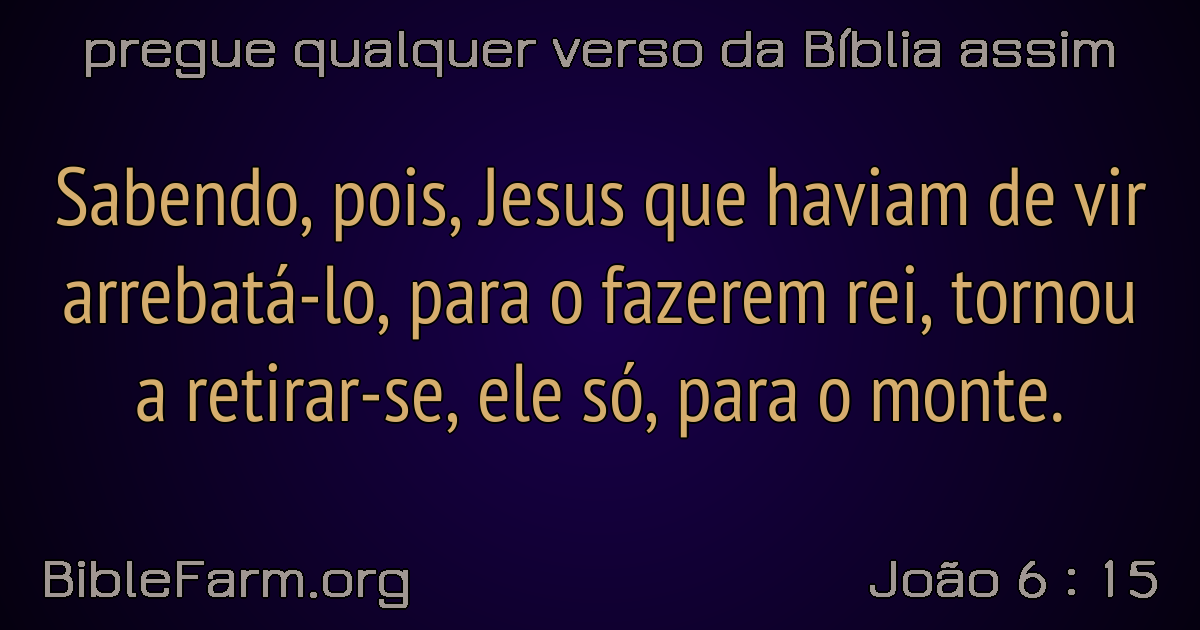 pregue qualquer verso da Bíblia assim
Sabendo, pois, Jesus que haviam de vir
arrebatá-lo, para o fazerem rei, tornou
a retirar-se, ele só, para o monte.
BibleFarm.org
João 6 : 15